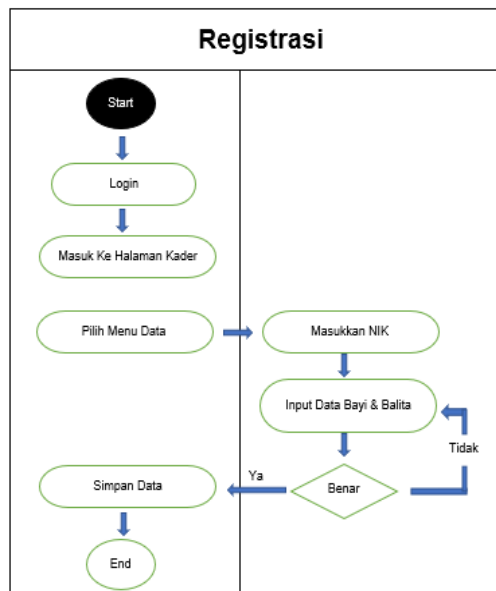 Registrasi
Start
Login
Masuk Ke Halaman Kader
Pilih Menu Data
Masukkan NIK
Input Data Bayi & Balita
Tidak
Benar
Ya
Simpan Data
End